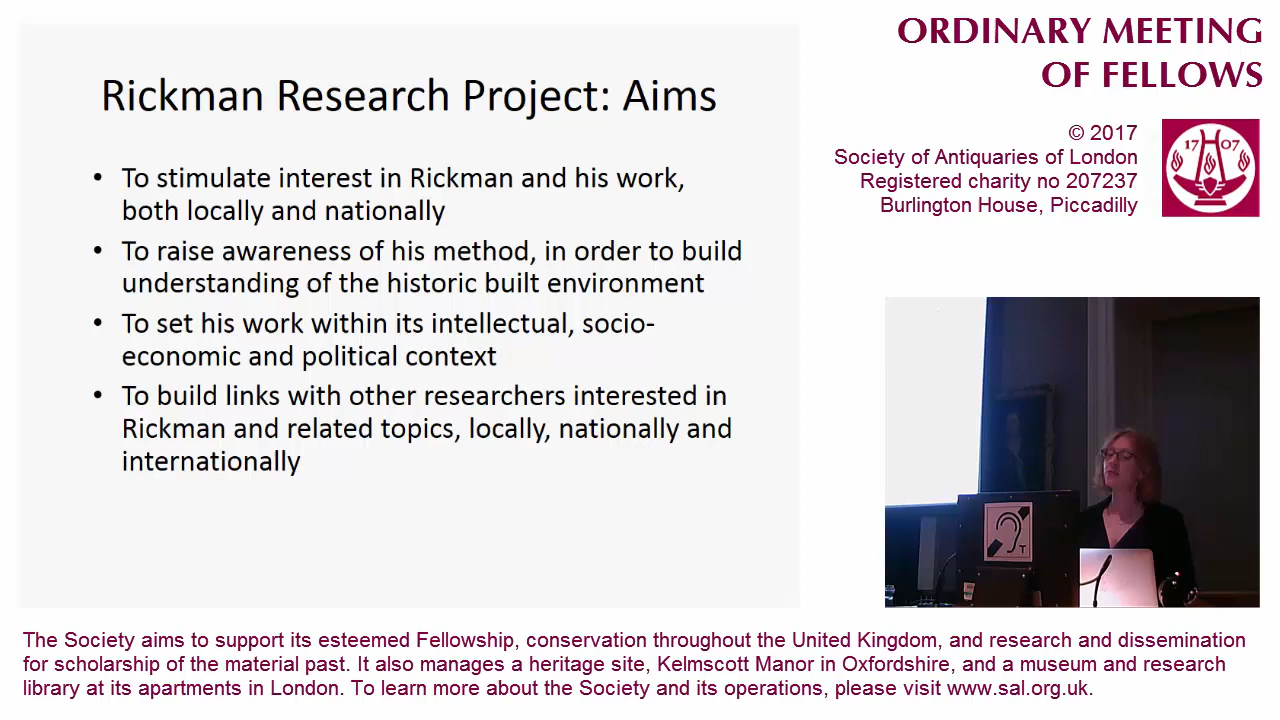 Rickman Research Project: Aims
• To stimulate interest in Rickman and his work,
both locally and nationally
• To raise awareness of his method, in order to build
understanding of the historic built environment
• To set his work within its intellectual, socio-
economic and political context
• To build links with other researchers interested in
Rickman and related topics, locally, nationally and
internationally
ORDINARY MEETING
OF FELLOWS
© 2017
Society of Antiquaries of London
Registered charity no 207237
Burlington House, Piccadilly
17 07
T
The Society aims to support its esteemed Fellowship, conservation throughout the United Kingdom, and research and dissemination
for scholarship of the material past. It also manages a heritage site, Kelmscott Manor in Oxfordshire, and a museum and research
library at its apartments in London. To learn more about the Society and its operations, please visit www.sal.org.uk.